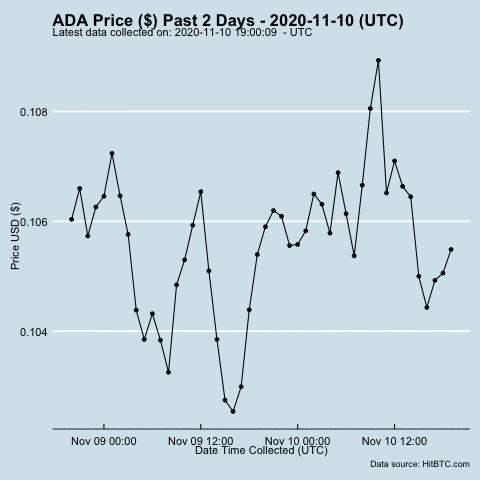 ADA Price ($) Past 2 Days - 2020-11-10 (UTC)
Latest data collected on: 2020-11-10 19:00:09 - UTC
0.108
0.106
0.104
Price USD ($)
Nov 09 00:00 Nov 09 12:00 Nov 10 00:00 Nov 10 12:00
Date Time Collected (UTC)
Data source: HitBTC.com